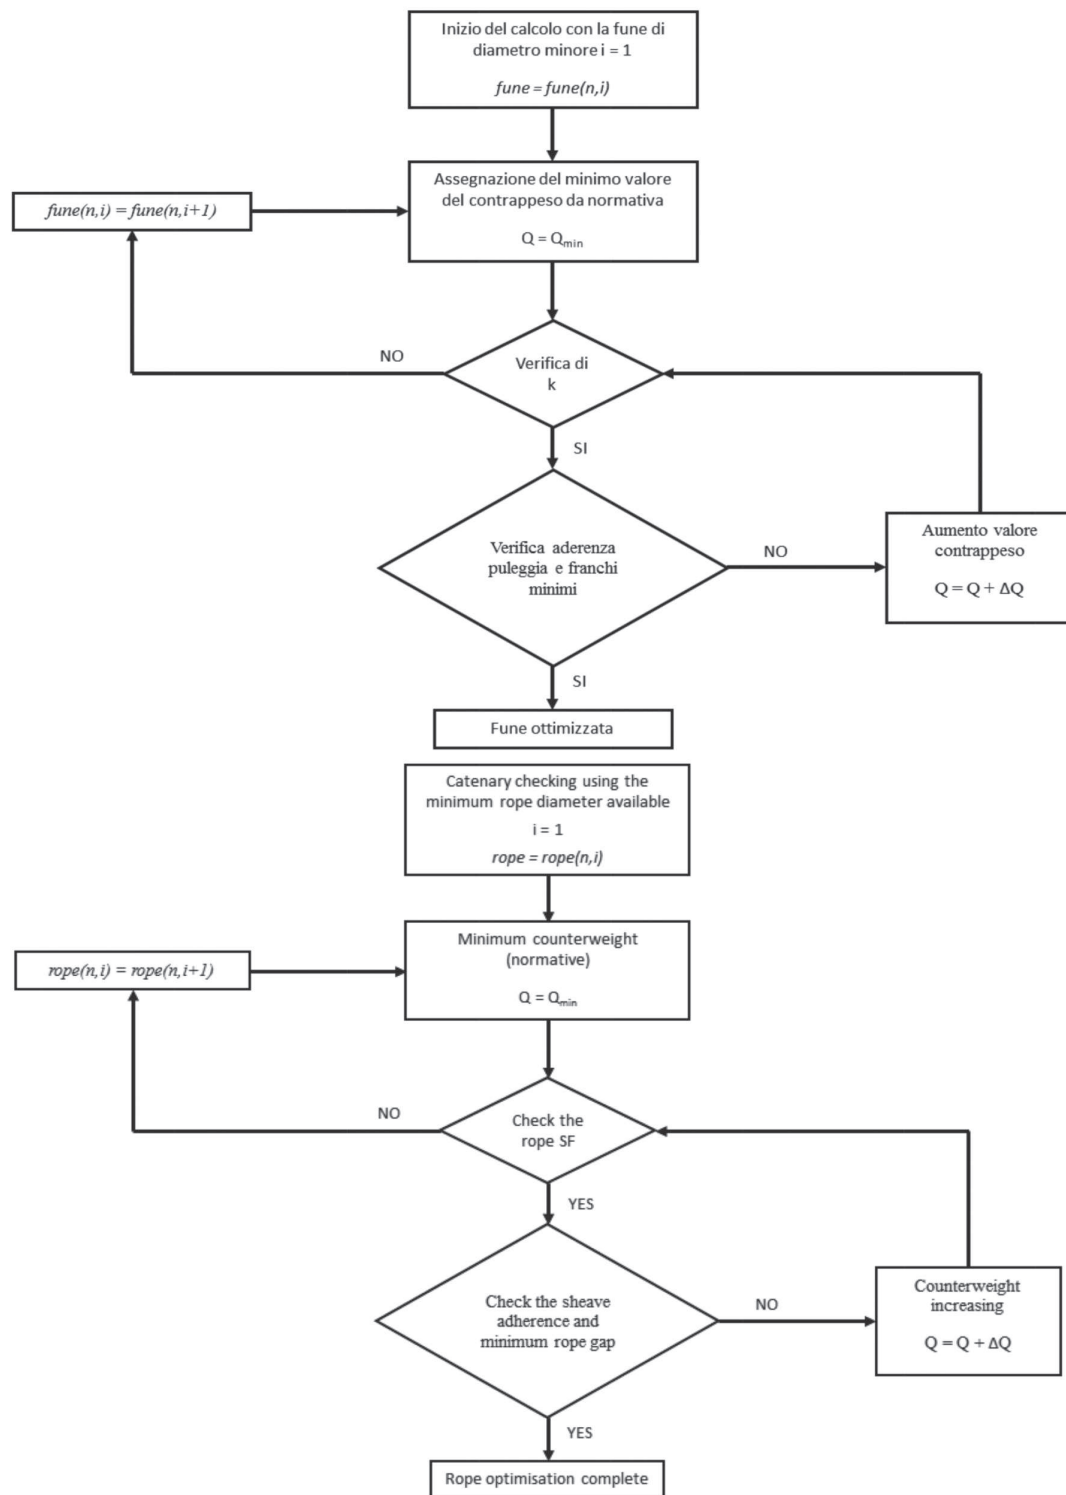 Inizio del calcolo con la fune di
diametro minore i = 1
fune = fune(n,i)
Assegnazione del minimo valore
del contrappeso da normativa
Q = Qmin
fune(n,i) = fune(n,i+1)
NO
Verifica di
k
SI
Verifica aderenza
puleggia e franchi
minimi
NO
Aumento valore
contrappeso
Q = Q + ΔQ
SI
Fune ottimizzata
Catenary checking using the
minimum rope diameter available
i = 1
rope = rope(n,i)
Minimum counterweight
(normative)
Q = Qmin
rope(n,i) = rope(n,i+1)
NO
Check the
rope SF
YES
Check the sheave
adherence and
minimum rope gap
NO
Counterweight
increasing
Q = Q + ΔQ
YES
Rope optimisation complete